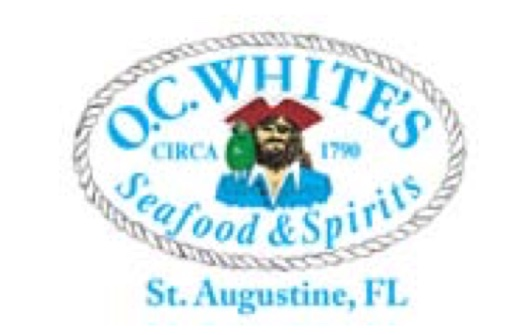 O.C. WHITE'S
CIRCA 1790
Seafood & Spirits
St. Augustine, FL